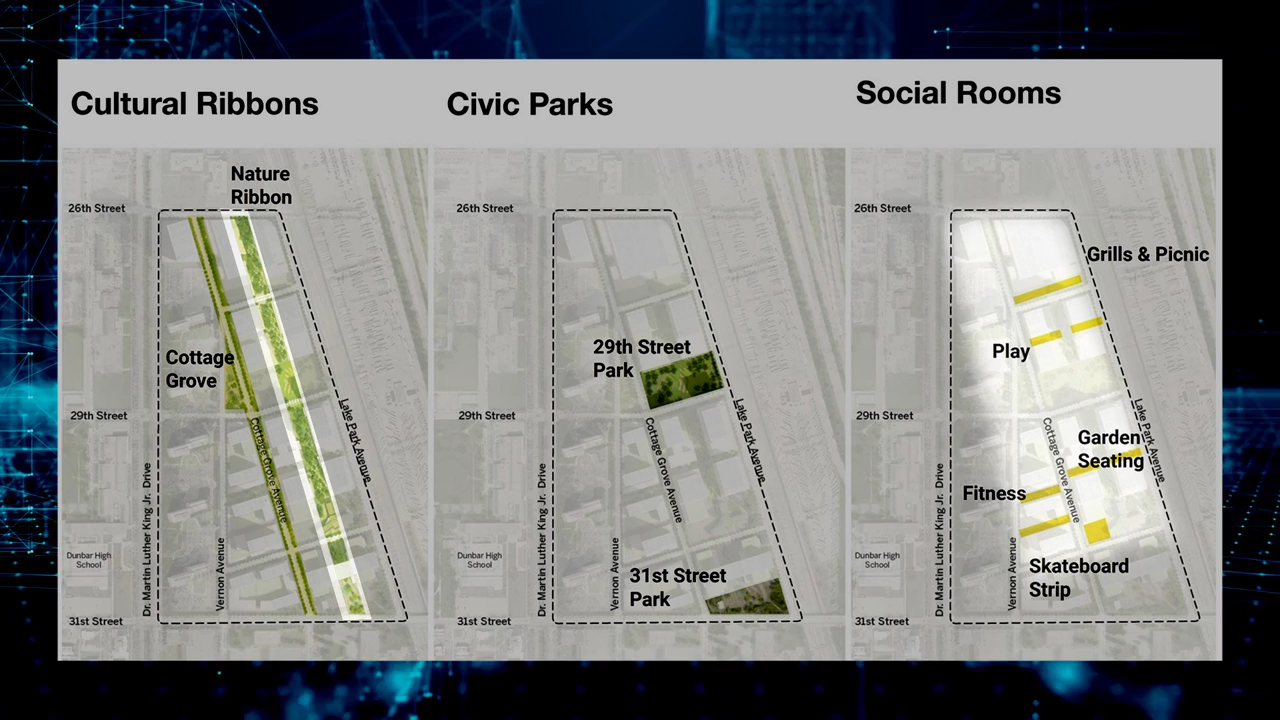 Cultural Ribbons
Nature
Ribbon
26th Street
Cottage
Grove
29th Street
Lake Park Avenue
Cottage Grove Avenue
Dr. Martin Luther King Jr. Drive
Vernon Avenue
Dunbar High
School
31st Street
Civic Parks
26th Street
29th Street
Park
29th Street
Lake Park Avenue
Cottage Grove Avenue
Dr. Martin Luther King Jr. Drive
Vernon Avenue
Dunbar High
School
31st Street
Park
31st Street
Social Rooms
26th Street
Grills & Picnic
Play
29th Street
Lake Park Avenue
Cottage Grove Avenue
Garden
Seating
Fitness
Dr. Martin Luther King Jr. Drive
Vernon Avenue
Dunbar High
School
Skateboard
Strip
31st Street